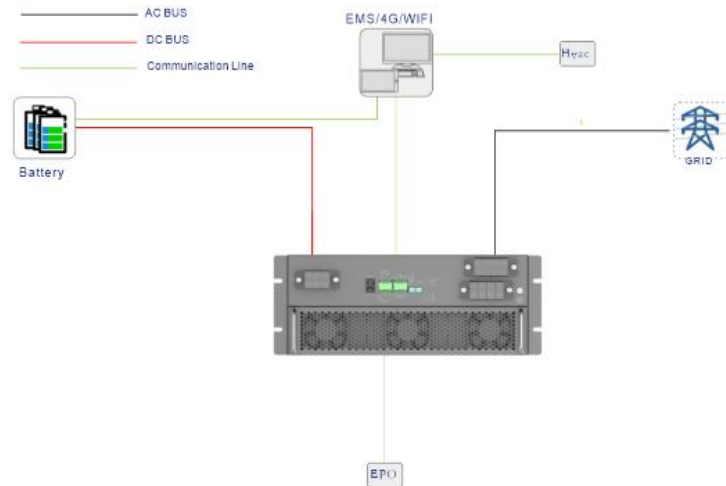 AC BUS
EMS/4G/WIFI
DC BUS
Communication Line
Hvac
Battery
GRID
EPO